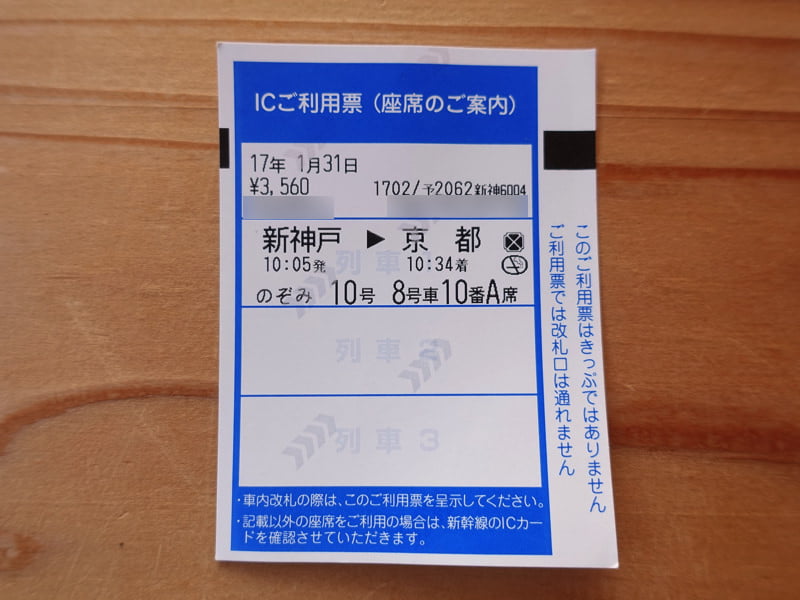 ICご利用票（座席のご案内）
17年 1月31日
¥3,560 1702/予2062新神6004
新神戸 ▶ 京 都
10:05発 10:34着
のぞみ 10号 8号車10番A席
列 車
列 車 2
列 車 3
・車内改札の際は、このご利用票を呈示してください。
・記載以外の座席をご利用の場合は、新幹線のICカー
ドを確認させていただきます。
このご利用票はきっぷではありません
ご利用票では改札口は通れません